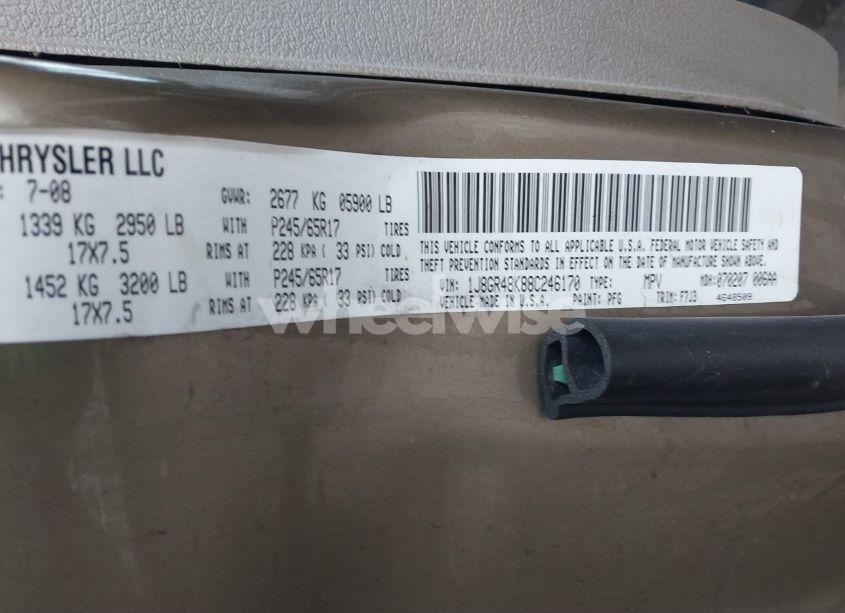 HRYSLER LLC
: 7-08 GVWR: 2677 KG 05900 LB
1339 KG 2950 LB WITH P245/65R17 TIRES
17X7.5 RIMS AT 228 KPA ( 33 PSI) COLD
1452 KG 3200 LB WITH P245/65R17 TIRES
17X7.5 RIMS AT 228 KPA ( 33 PSI) COLD
THIS VEHICLE CONFORMS TO ALL APPLICABLE U.S.A. FEDERAL MOTOR VEHICLE SAFETY AND
THEFT PREVENTION STANDARDS IN EFFECT ON THE DATE OF MANUFACTURE SHOWN ABOVE.
VIN: 1J8GR48K88C246170 TYPE: MPV MDH: 070207 006AA
VEHICLE MADE IN U.S.A. PAINT: PFG TRIM: F7J3 4648509
wheelwise